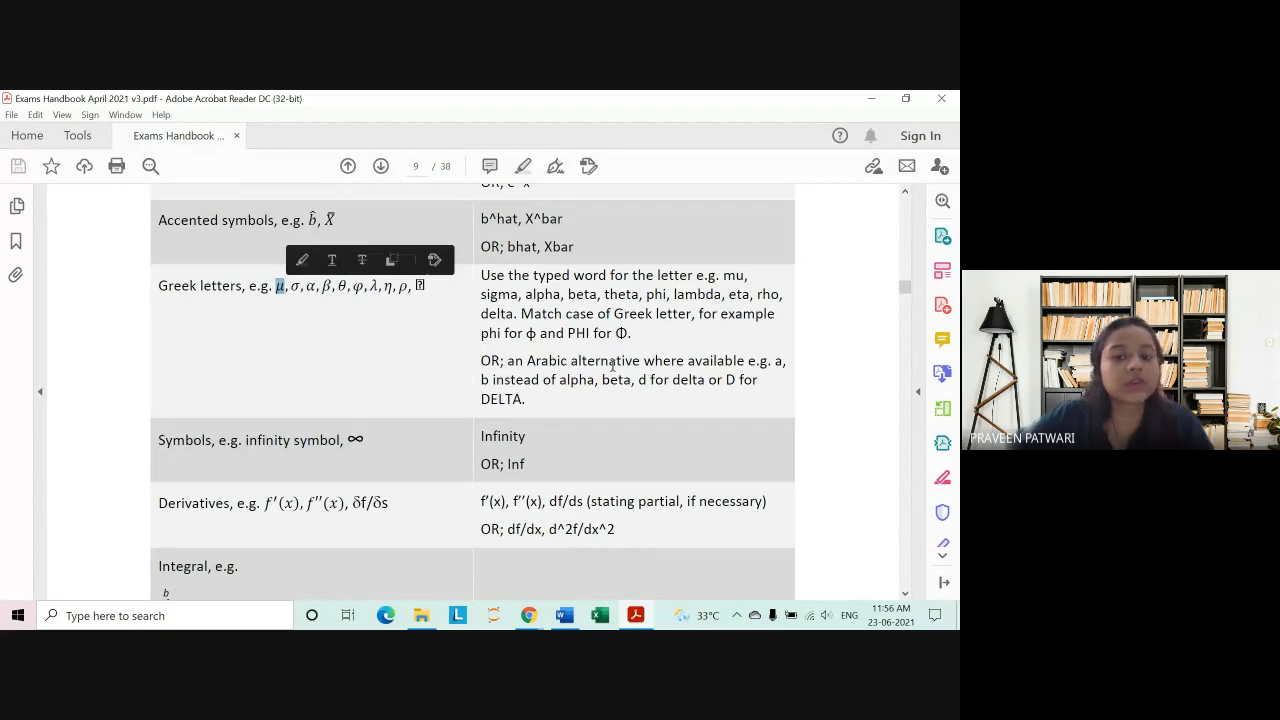 Exams Handbook April 2021 v3.pdf - Adobe Acrobat Reader DC (32-bit)
File Edit View Window Help
Home Tools Exams Handbook ... × Sign In
9 / 38
OR; e^x
Accented symbols, e.g. b̂, X̄
b^hat, X^bar
OR; bhat, Xbar
Greek letters, e.g. μ, σ, α, β, θ, φ, λ, η, ρ,
Use the typed word for the letter e.g. mu,
sigma, alpha, beta, theta, phi, lambda, eta, rho,
delta. Match case of Greek letter, for example
phi for ϕ and PHI for Φ.
OR; an Arabic alternative where available e.g. a,
b instead of alpha, beta, d for delta or D for
DELTA.
Symbols, e.g. infinity symbol, ∞
Infinity
OR; Inf
Derivatives, e.g. f′(x), f′′(x), δf/δs
f′(x), f′′(x), df/ds (stating partial, if necessary)
OR; df/dx, d^2f/dx^2
Integral, e.g.
b
PRAVEEN PATWARI
Type here to search
33°C
ENG
11:56 AM
23-06-2021